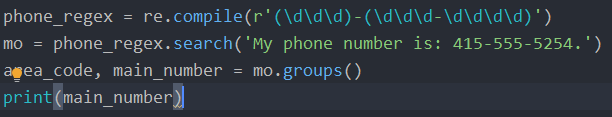 phone_regex = re.compile(r'(\d\d\d)-(\d\d\d-\d\d\d\d)')
mo = phone_regex.search('My phone number is: 415-555-5254.')
area_code, main_number = mo.groups()
print(main_number)